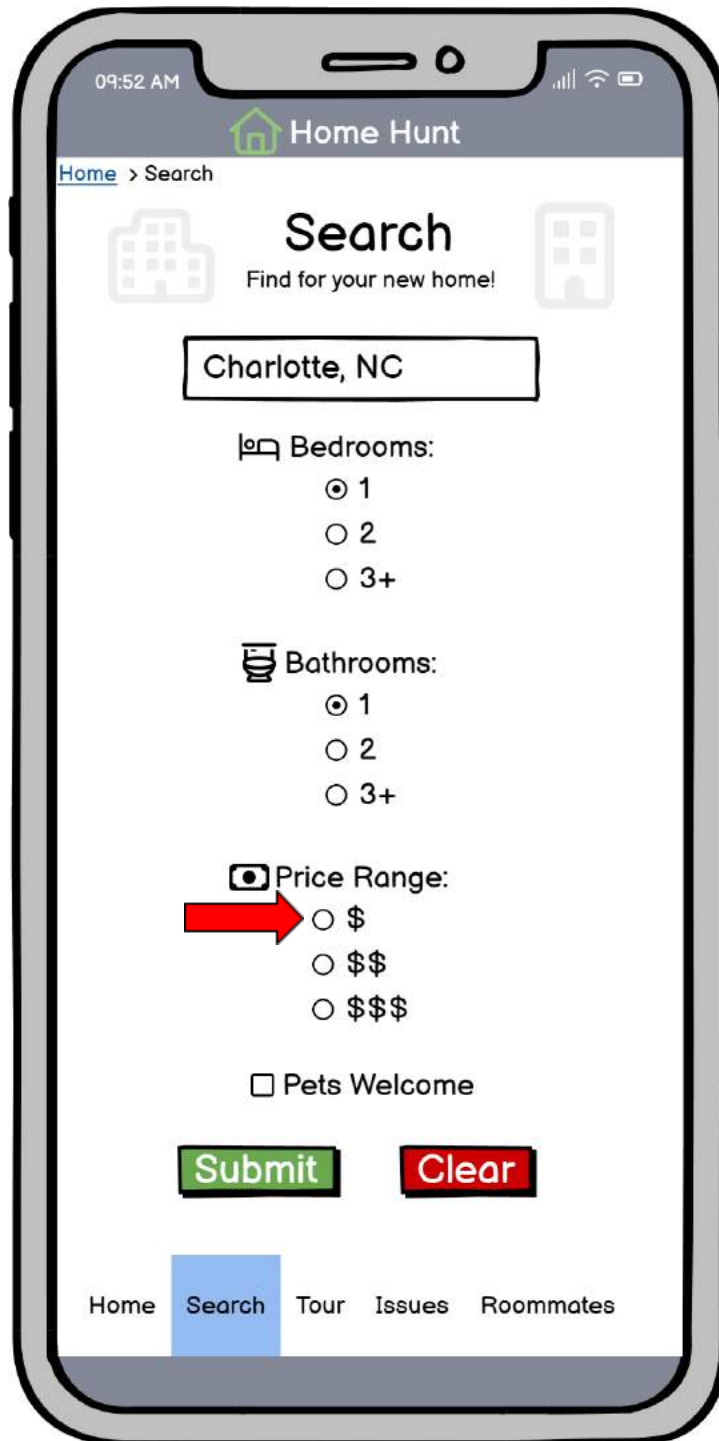 09:52 AM
Home Hunt
Home > Search
Search
Find for your new home!
Charlotte, NC
Bedrooms:
1
2
3+
Bathrooms:
1
2
3+
Price Range:
$
$$
$$$
Pets Welcome
Submit Clear
Home Search Tour Issues Roommates